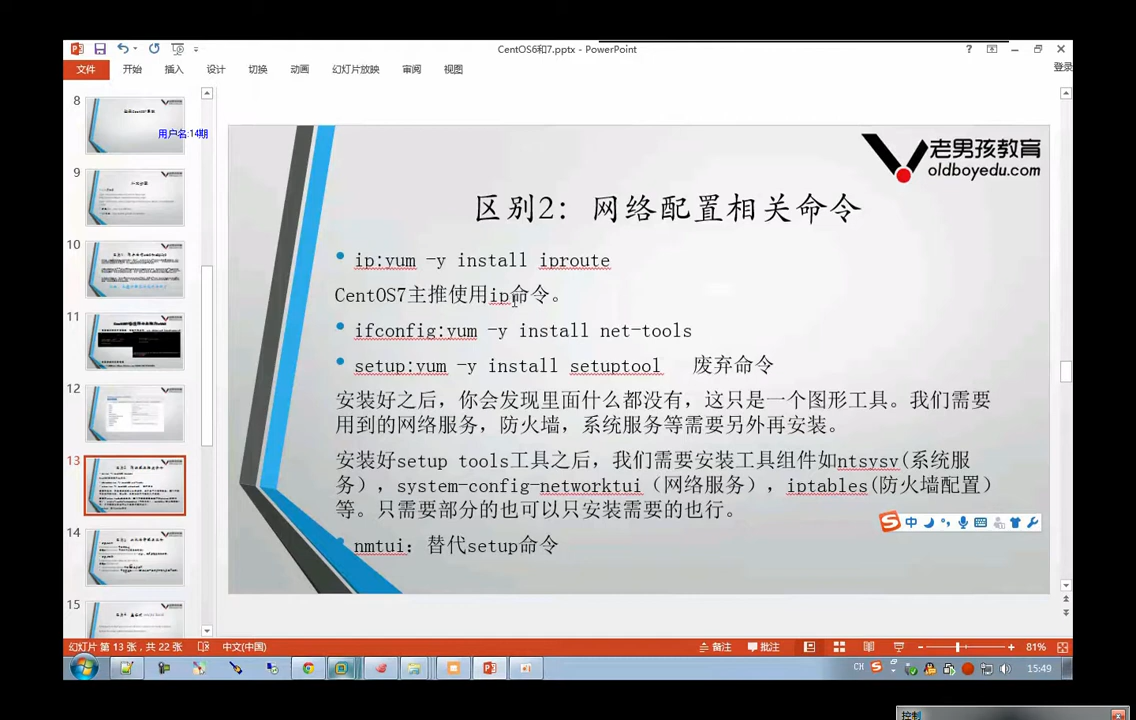 CentOS6和7.pptx - PowerPoint
文件 开始 插入 设计 切换 动画 幻灯片放映 审阅 视图 登录
8
用户名:14期
9
10
11
12
13
14
15
老男孩教育
oldboyedu.com
区别2：网络配置相关命令
ip:yum -y install iproute
CentOS7主推使用ip命令。
ifconfig:yum -y install net-tools
setup:yum -y install setuptool 废弃命令
安装好之后，你会发现里面什么都没有，这只是一个图形工具。我们需要
用到的网络服务，防火墙，系统服务等需要另外再安装。
安装好setup tools工具之后，我们需要安装工具组件如ntsysv(系统服
务），system-config-networktui（网络服务），iptables(防火墙配置）
等。只需要部分的也可以只安装需要的也行。
nmtui：替代setup命令
中
幻灯片 第 13 张，共 22 张 中文(中国) 备注 批注 81%
CH 15:49
控制